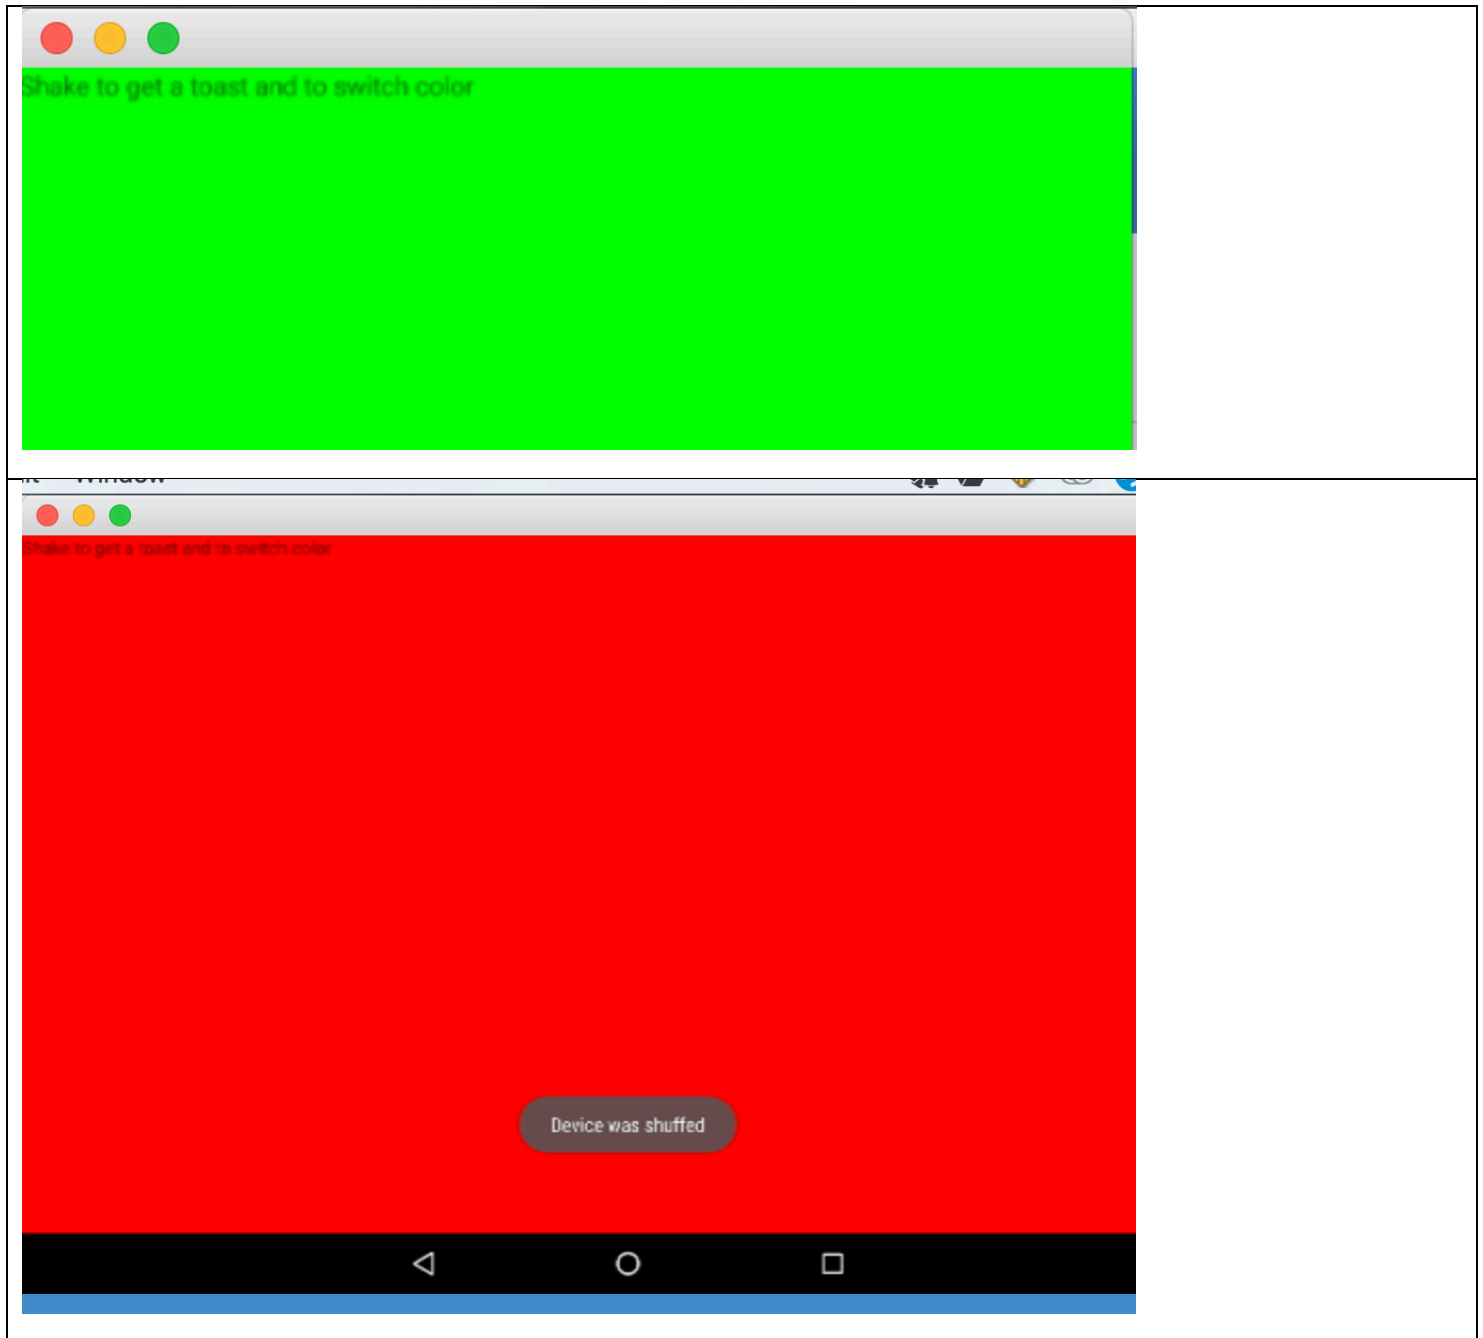 Shake to get a toast and to switch color
Window
Shake to get a toast and to switch color
Device was shuffed